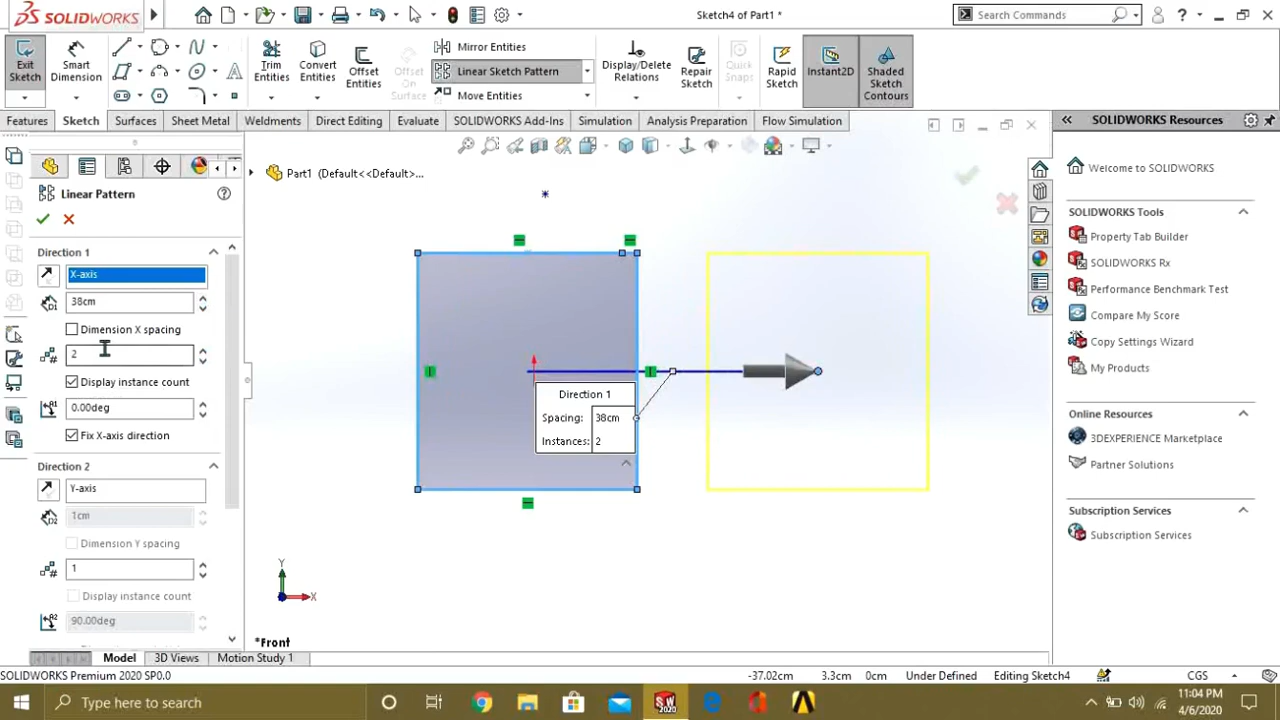 SOLIDWORKS
Sketch4 of Part1 *
Search Commands
Exit
Sketch
Smart
Dimension
Trim
Entities
Convert
Entities
Offset
Entities
Offset
On
Surface
Mirror Entities
Linear Sketch Pattern
Move Entities
Display/Delete
Relations
Repair
Sketch
Quick
Snaps
Rapid
Sketch
Instant2D
Shaded
Sketch
Contours
Features
Sketch
Surfaces
Sheet Metal
Weldments
Direct Editing
Evaluate
SOLIDWORKS Add-Ins
Simulation
Analysis Preparation
Flow Simulation
Linear Pattern
Direction 1
X-axis
38cm
Dimension X spacing
2
Display instance count
0.00deg
Fix X-axis direction
Direction 2
Y-axis
1cm
Dimension Y spacing
1
Display instance count
90.00deg
Part1 (Default<<Default>...
Direction 1
Spacing: 38cm
Instances: 2
Y
X
*Front
SOLIDWORKS Resources
Welcome to SOLIDWORKS
SOLIDWORKS Tools
Property Tab Builder
SOLIDWORKS Rx
Performance Benchmark Test
Compare My Score
Copy Settings Wizard
My Products
Online Resources
3DEXPERIENCE Marketplace
Partner Solutions
Subscription Services
Subscription Services
Model
3D Views
Motion Study 1
SOLIDWORKS Premium 2020 SP0.0
-37.02cm
3.3cm
0cm
Under Defined
Editing Sketch4
CGS
Type here to search
11:04 PM
4/6/2020